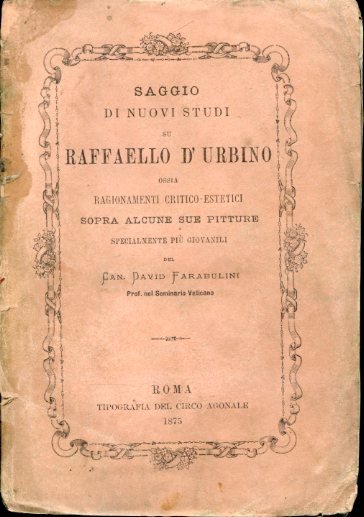 SAGGIO
DI NUOVI STUDI
SU
RAFFAELLO D' URBINO
OSSIA
RAGIONAMENTI CRITICO-ESTETICI
SOPRA ALCUNE SUE PITTURE
SPECIALMENTE PIÙ GIOVANILI
DEL
CAN. DAVID FARABULINI
Prof. nel Seminario Vaticano
ROMA
TIPOGRAFIA DEL CIRCO AGONALE
1875